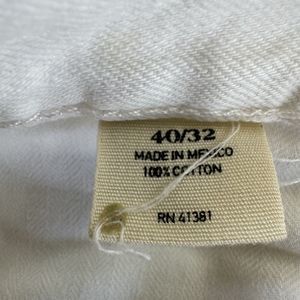 40/32
MADE IN MEXICO
100% COTTON
RN 41381